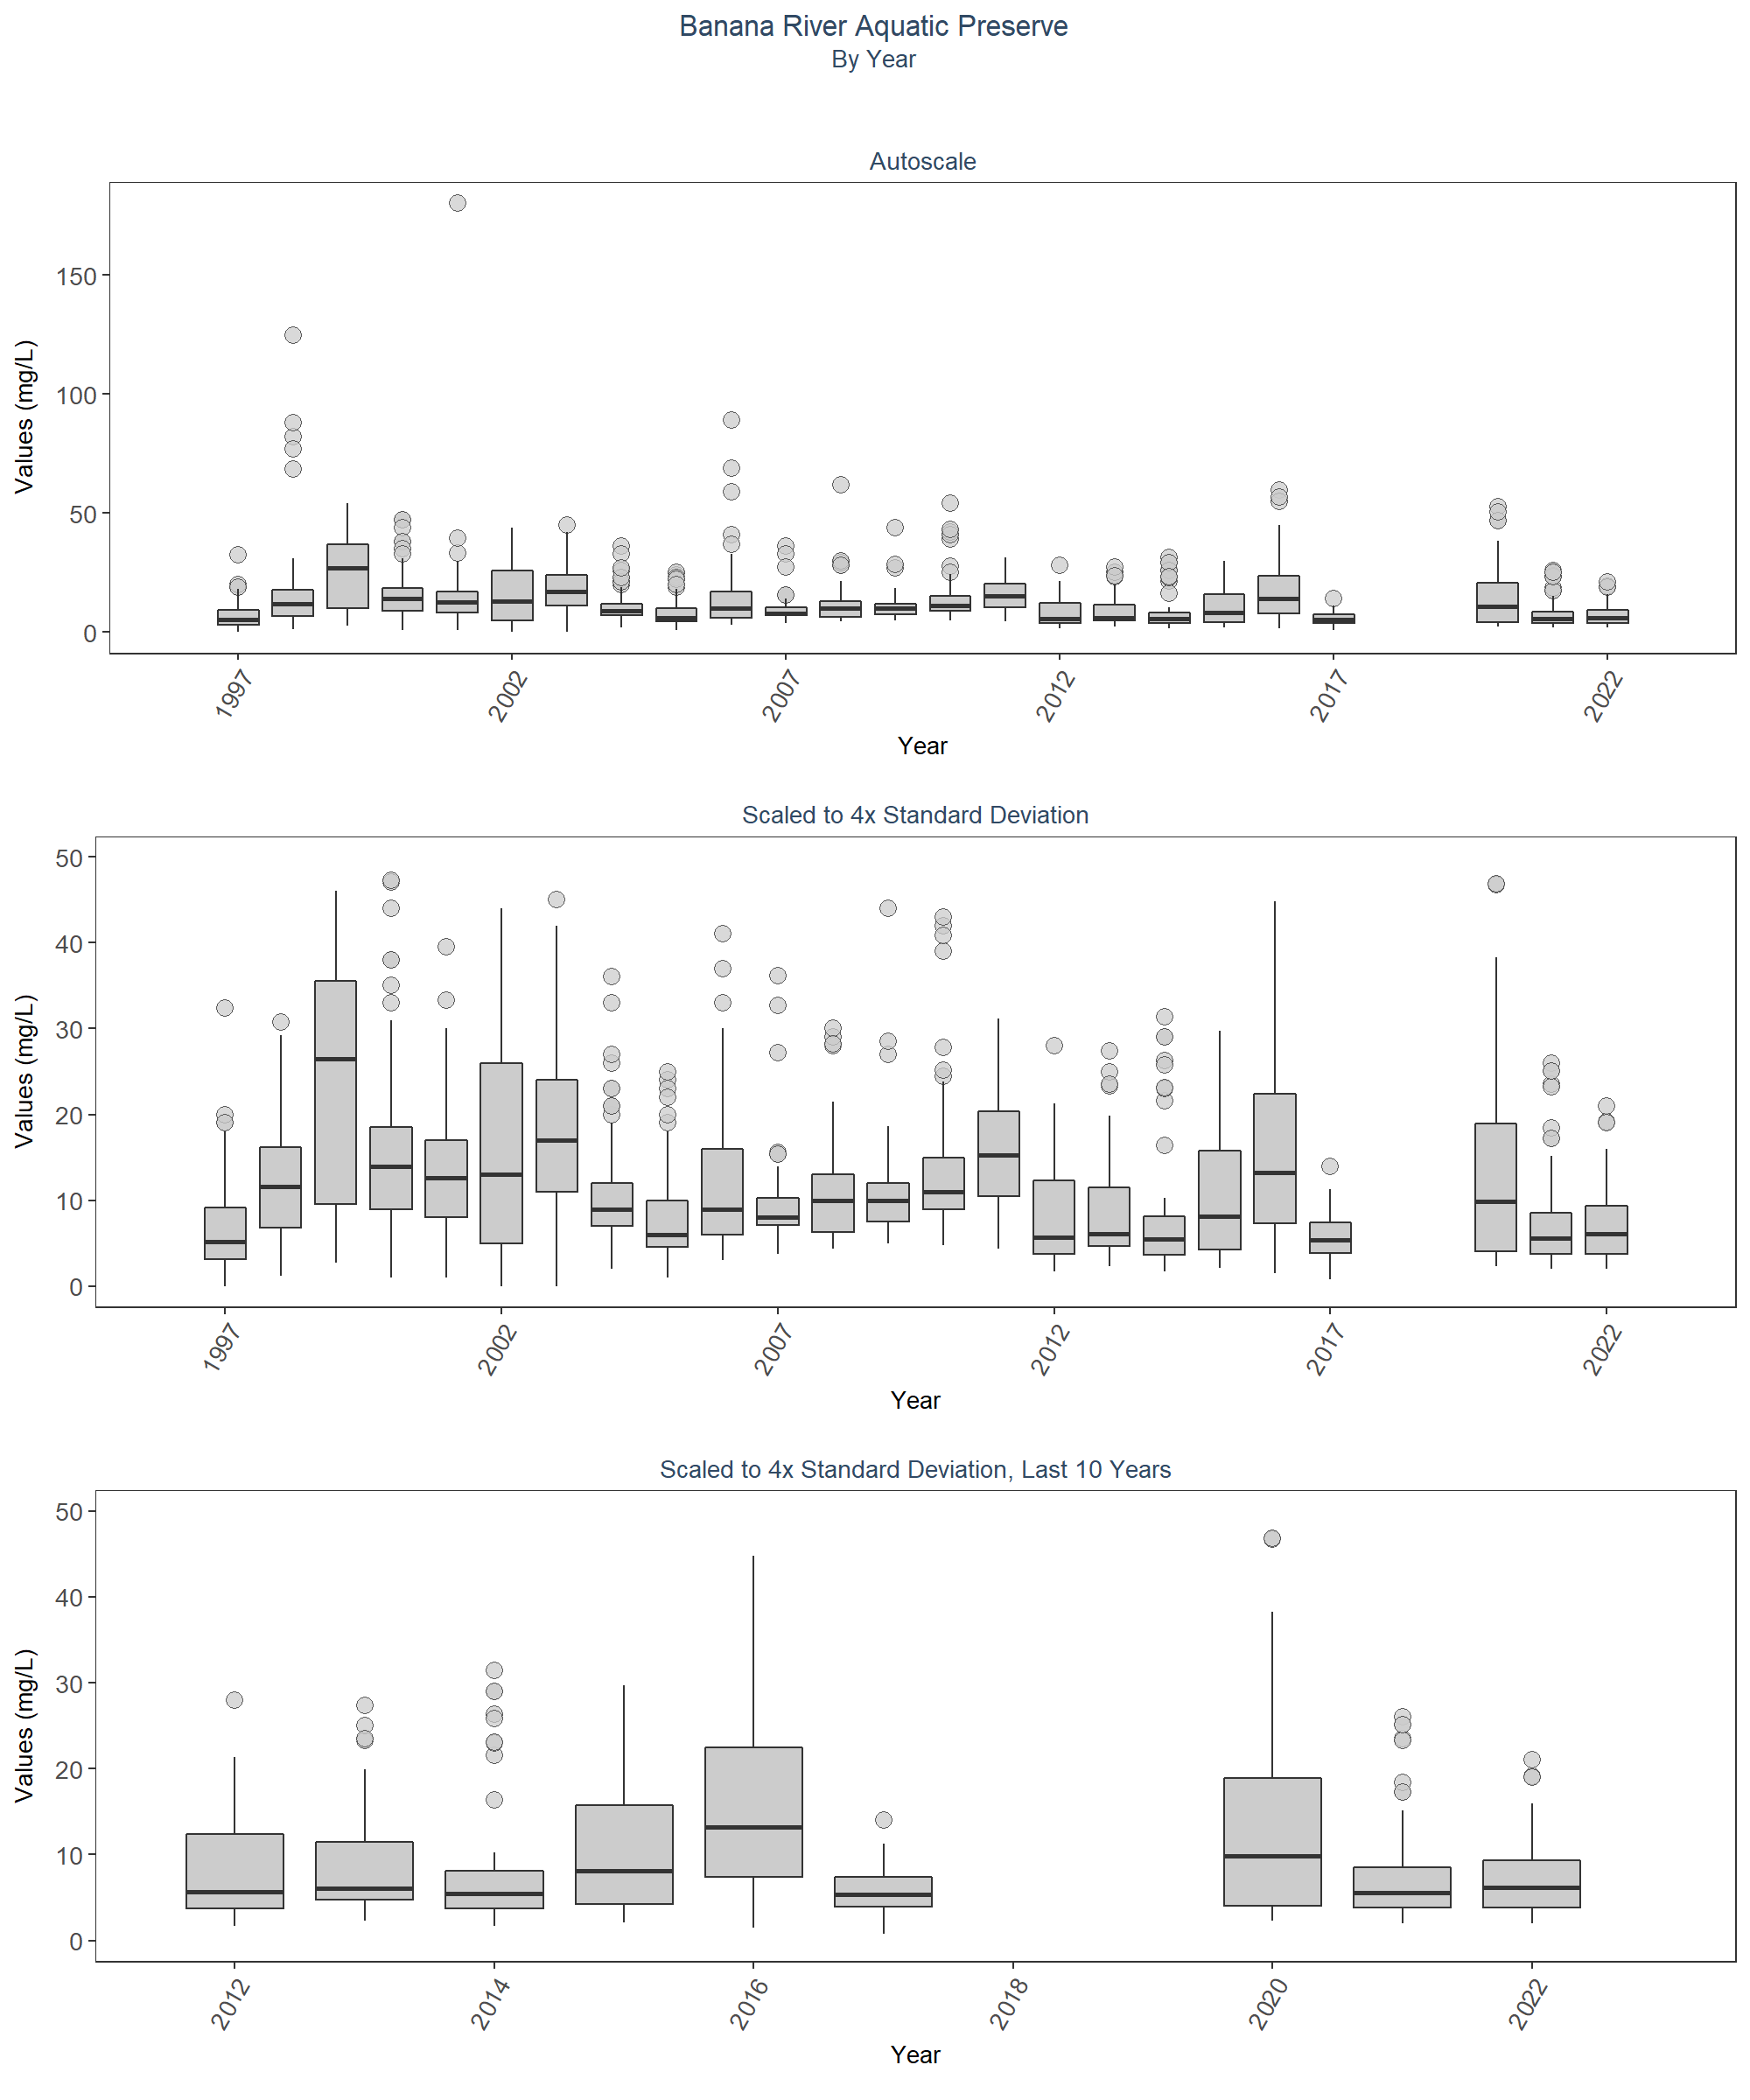 Banana River Aquatic Preserve
By Year
Autoscale
Values (mg/L)
150
100
50
0
1997 2002 2007 2012 2017 2022
Year
Scaled to 4x Standard Deviation
Values (mg/L)
50
40
30
20
10
0
1997 2002 2007 2012 2017 2022
Year
Scaled to 4x Standard Deviation, Last 10 Years
Values (mg/L)
50
40
30
20
10
0
2012 2014 2016 2018 2020 2022
Year